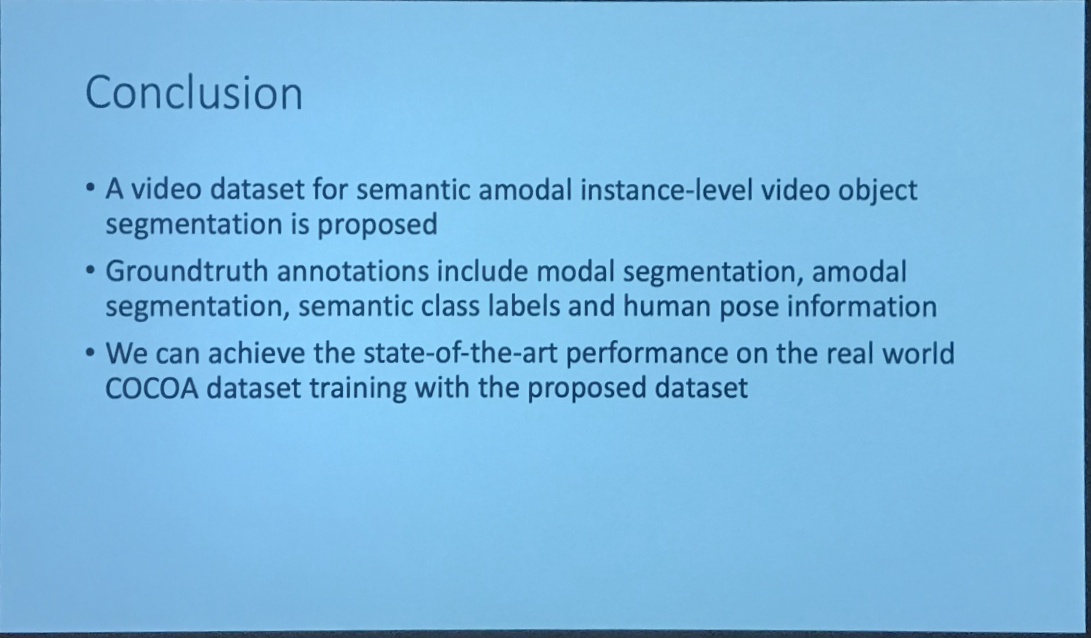 Conclusion
• A video dataset for semantic amodal instance-level video object
segmentation is proposed
• Groundtruth annotations include modal segmentation, amodal
segmentation, semantic class labels and human pose information
• We can achieve the state-of-the-art performance on the real world
COCOA dataset training with the proposed dataset